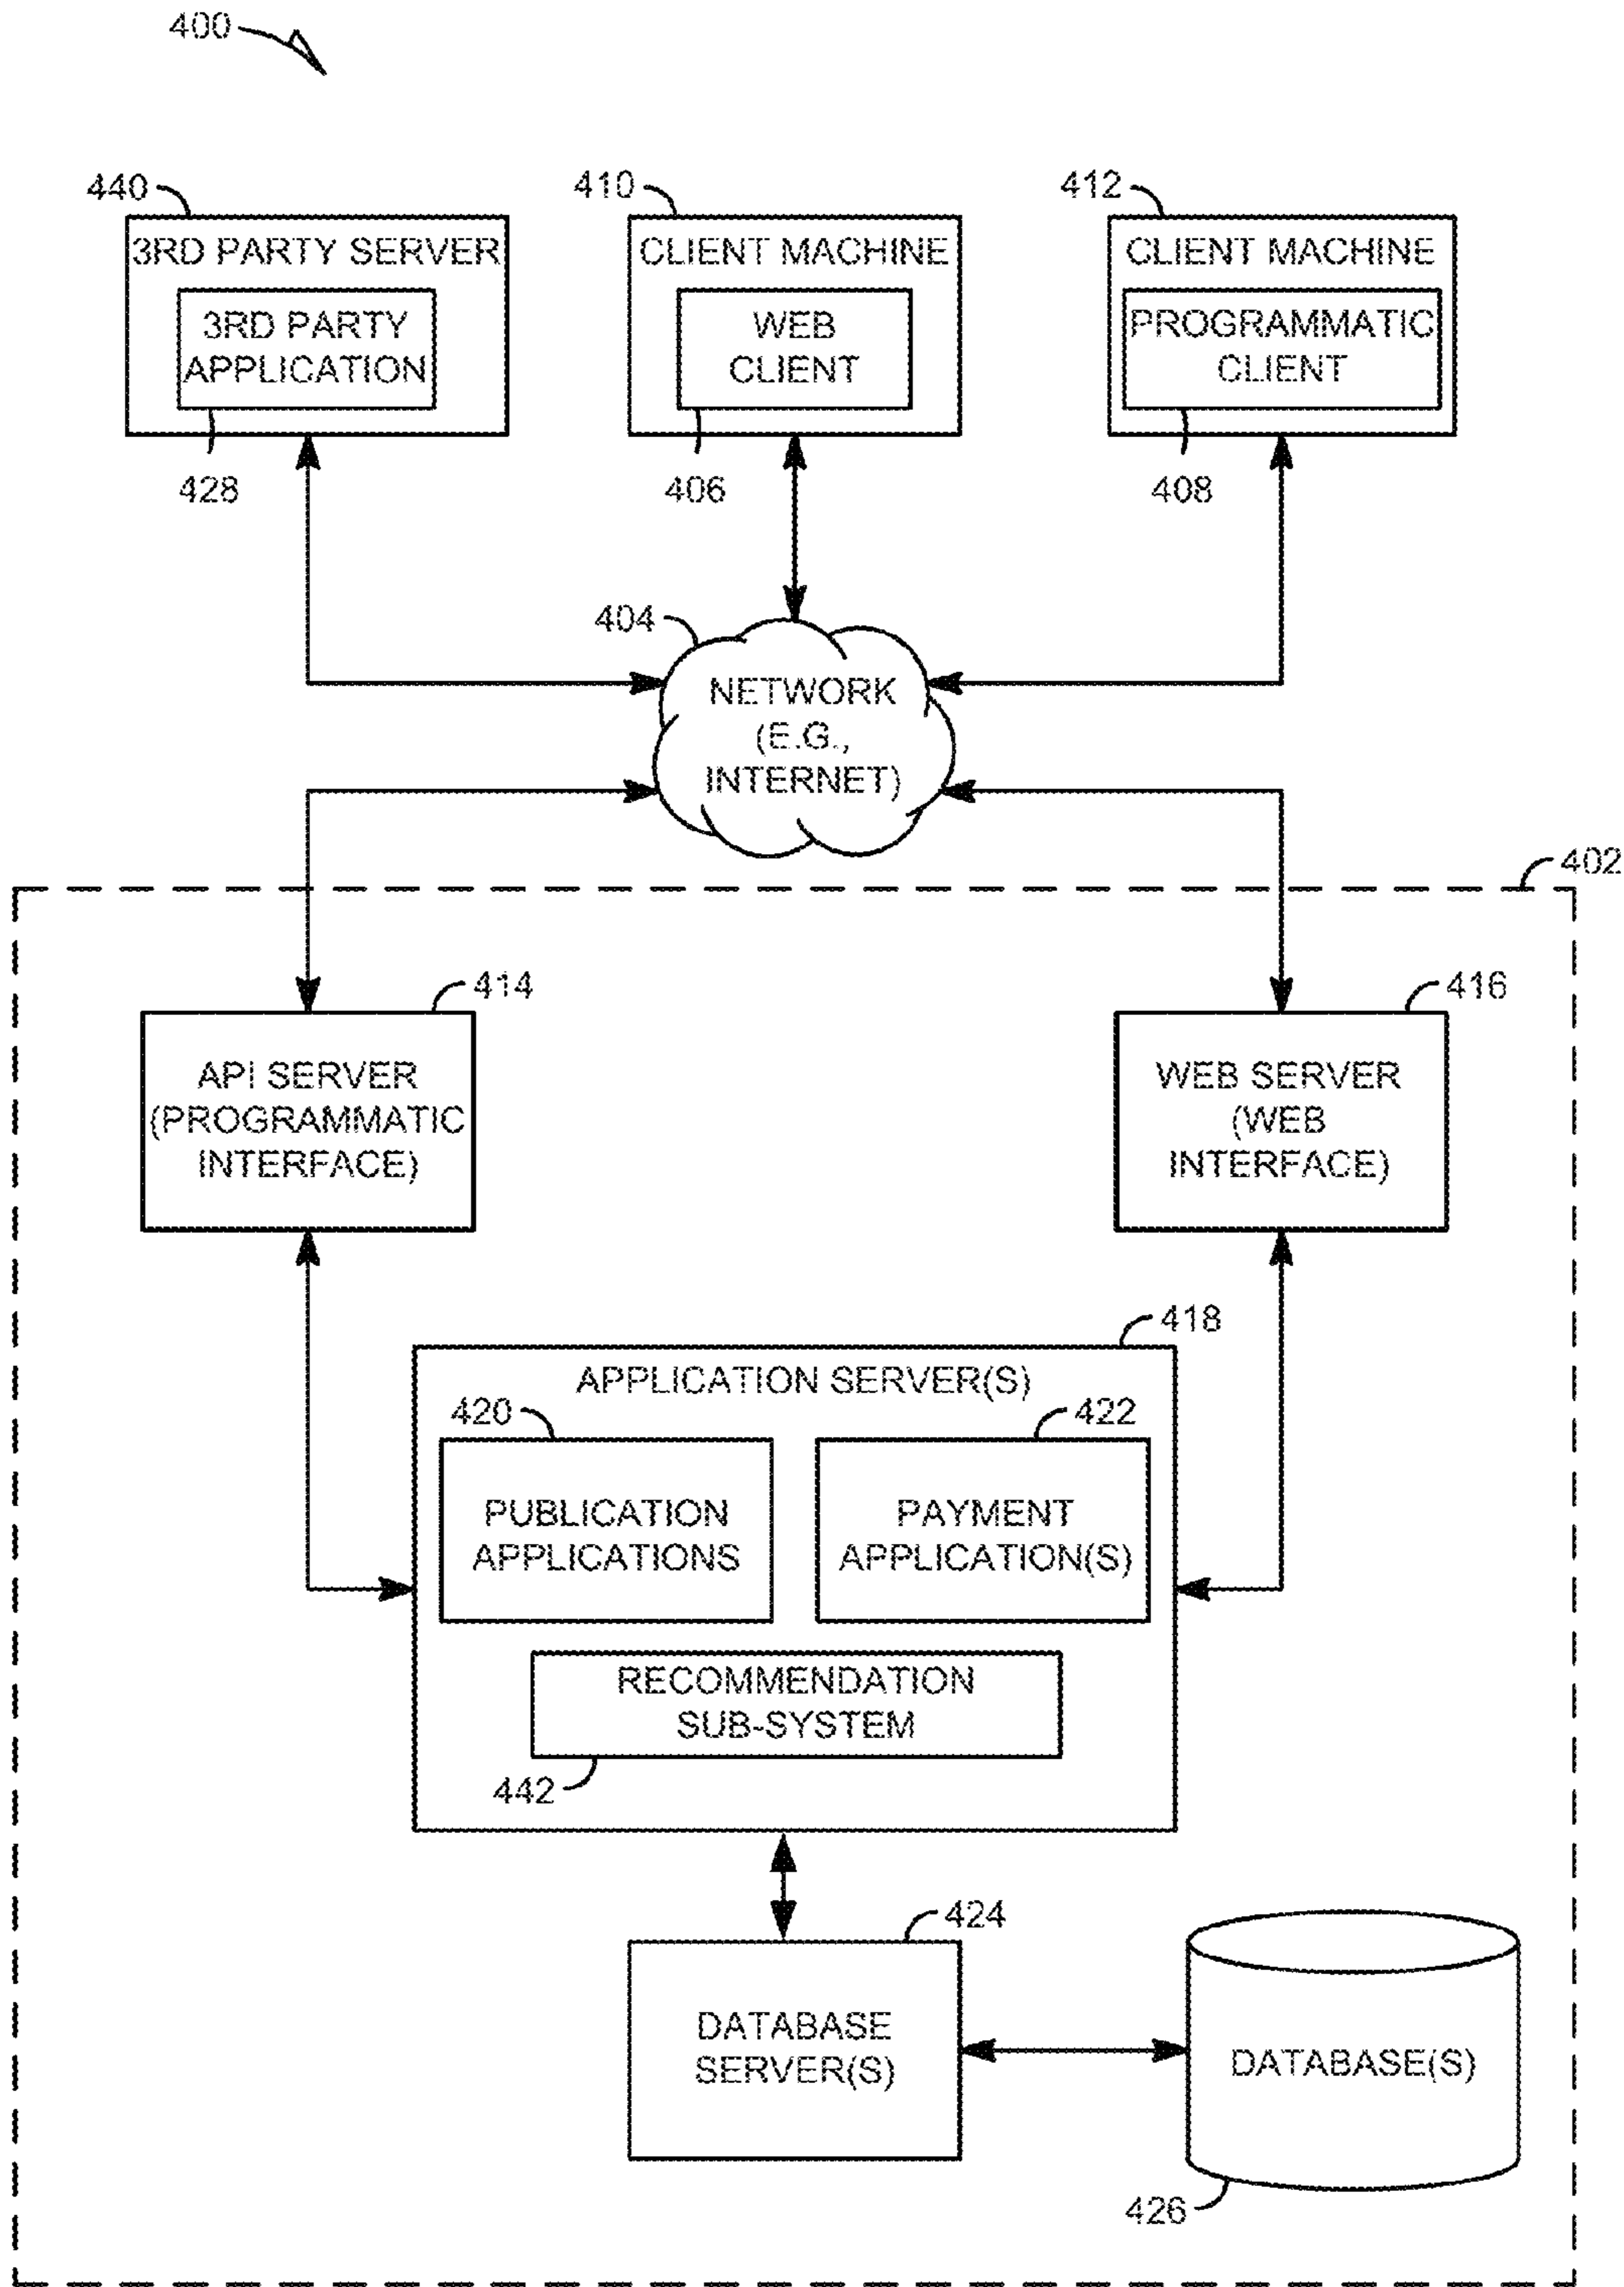 400
440
410
412
3RD PARTY SERVER
3RD PARTY
APPLICATION
CLIENT MACHINE
WEB
CLIENT
CLIENT MACHINE
PROGRAMMATIC
CLIENT
428
406
408
404
NETWORK
(E.G.,
INTERNET)
402
414
416
API SERVER
(PROGRAMMATIC
INTERFACE)
WEB SERVER
(WEB
INTERFACE)
418
APPLICATION SERVER(S)
420
422
PUBLICATION
APPLICATIONS
PAYMENT
APPLICATION(S)
RECOMMENDATION
SUB-SYSTEM
442
424
DATABASE
SERVER(S)
DATABASE(S)
426